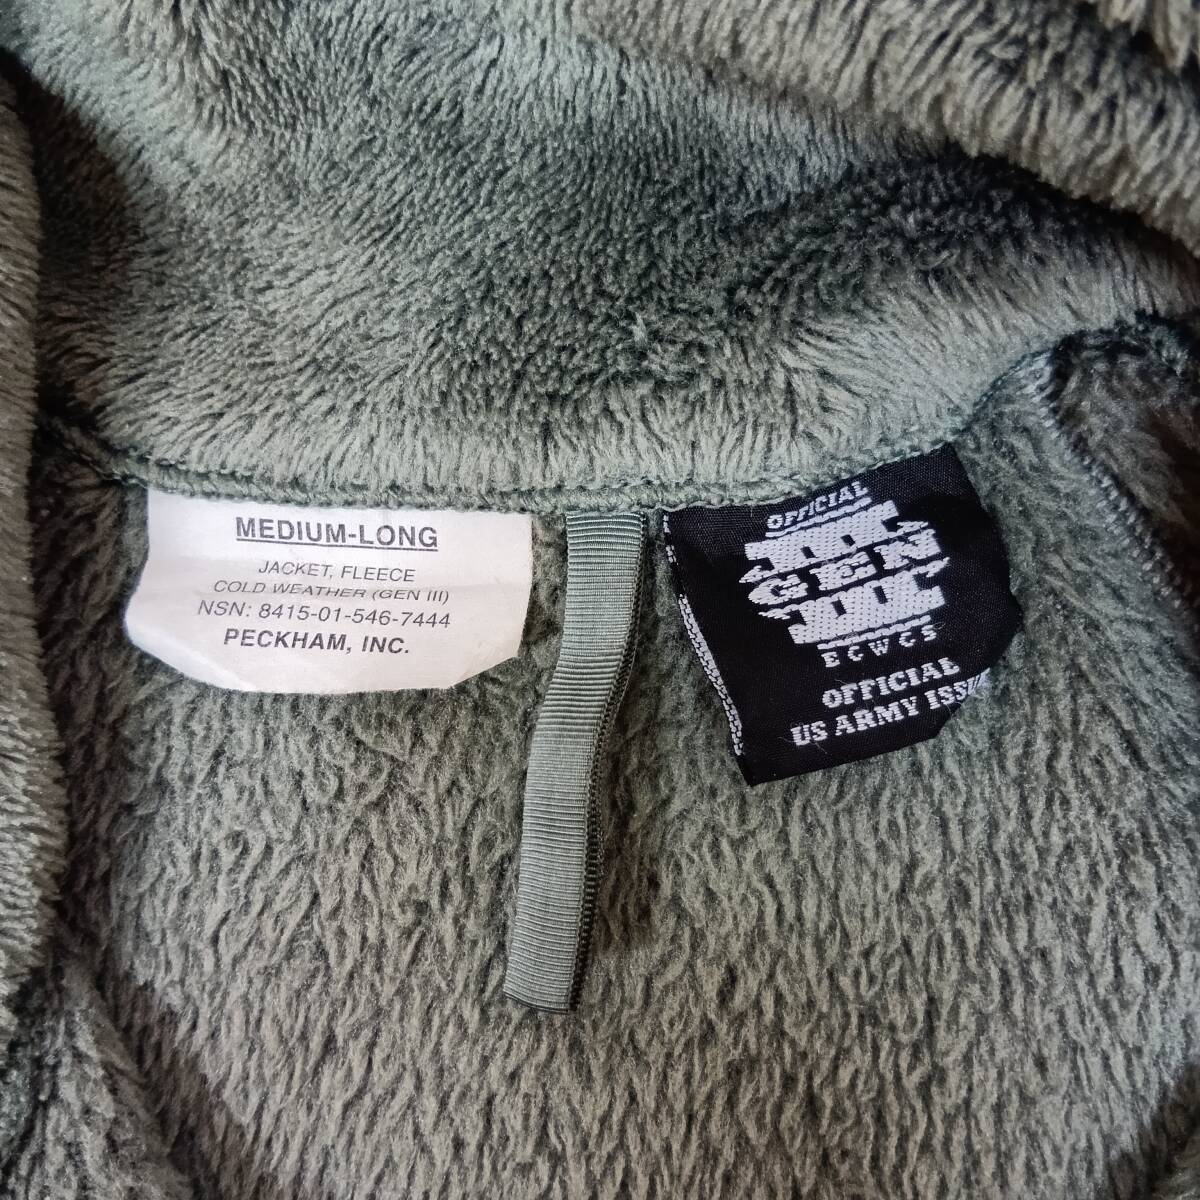 MEDIUM-LONG
JACKET, FLEECE
COLD WEATHER (GEN III)
NSN: 8415-01-546-7444
PECKHAM, INC.
OFFICIAL
GEN
ECWCS
OFFICIAL
US ARMY ISSU